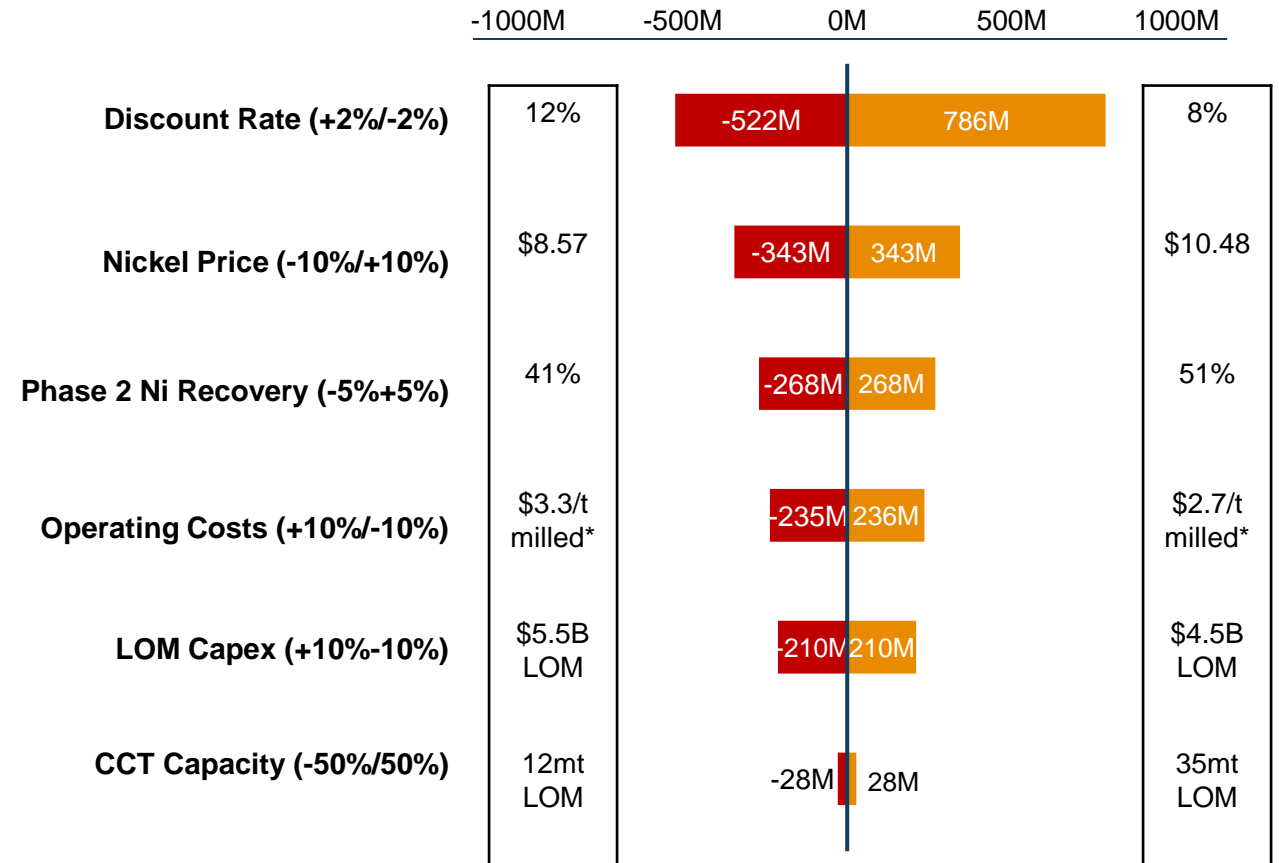 -1000M -500M 0M 500M 1000M
Discount Rate (+2%/-2%) 12% -522M 786M 8%
Nickel Price (-10%/+10%) $8.57 -343M 343M $10.48
Phase 2 Ni Recovery (-5%+5%) 41% -268M 268M 51%
Operating Costs (+10%/-10%) $3.3/t -235M 236M $2.7/t
milled* milled*
LOM Capex (+10%-10%) $5.5B -210M 210M $4.5B
LOM LOM
CCT Capacity (-50%/50%) 12mt -28M 28M 35mt
LOM LOM